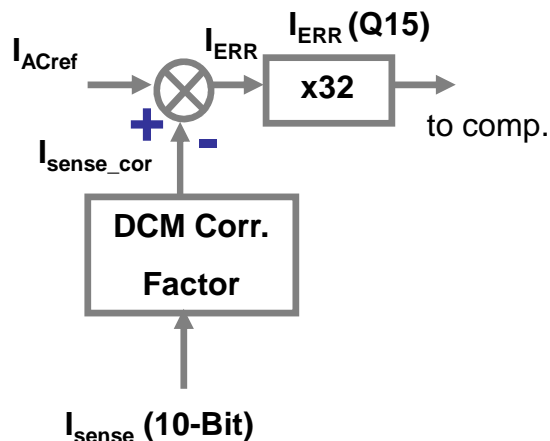 I_ERR (Q15)
I_ACref
I_ERR
x32
+
-
to comp.
I_sense_cor
DCM Corr.
Factor
I_sense (10-Bit)